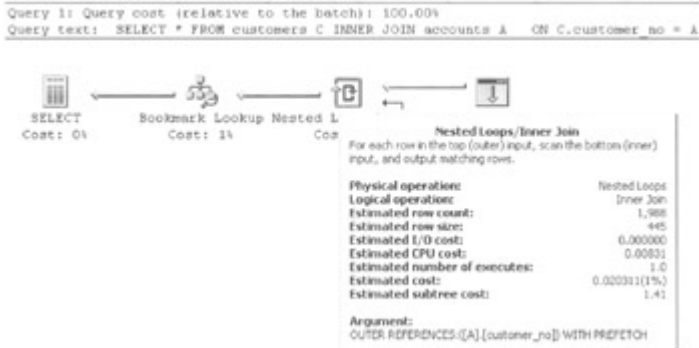 Query 1: Query cost (relative to the batch): 100.00%
Query text: SELECT * FROM customers C INNER JOIN accounts A ON C.customer_no = A
SELECT
Cost: 0%
Bookmark Lookup
Cost: 1%
Nested L
Cos
Nested Loops/Inner Join
For each row in the top (outer) input, scan the bottom (inner)
input, and output matching rows.
Physical operation: Nested Loops
Logical operation: Inner Join
Estimated row count: 1,988
Estimated row size: 445
Estimated I/O cost: 0.000000
Estimated CPU cost: 0.00831
Estimated number of executes: 1.0
Estimated cost: 0.020311(1%)
Estimated subtree cost: 1.41
Argument:
OUTER REFERENCES:([A].[customer_no]) WITH PREFETCH